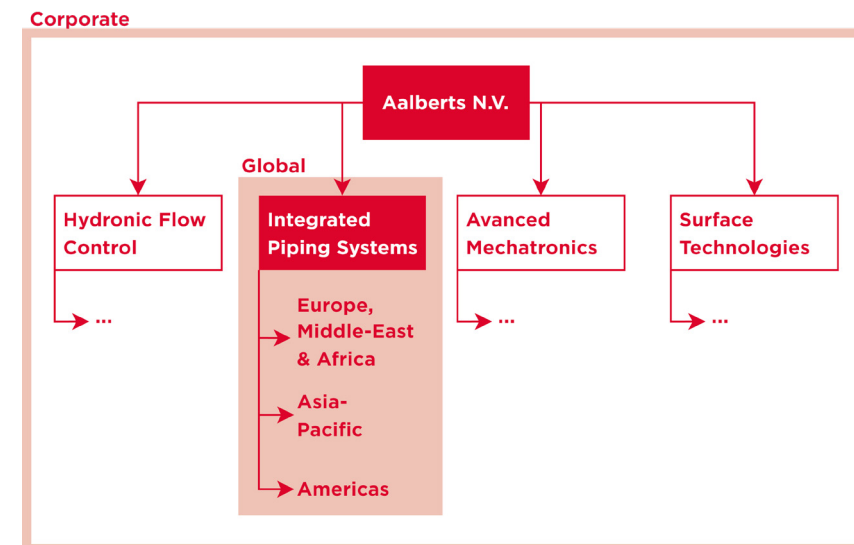 Corporate
Aalberts N.V.
Global
Hydronic Flow
Control
Integrated
Piping Systems
Avanced
Mechatronics
Surface
Technologies
...
Europe,
Middle-East
& Africa
Asia-
Pacific
Americas
...
...